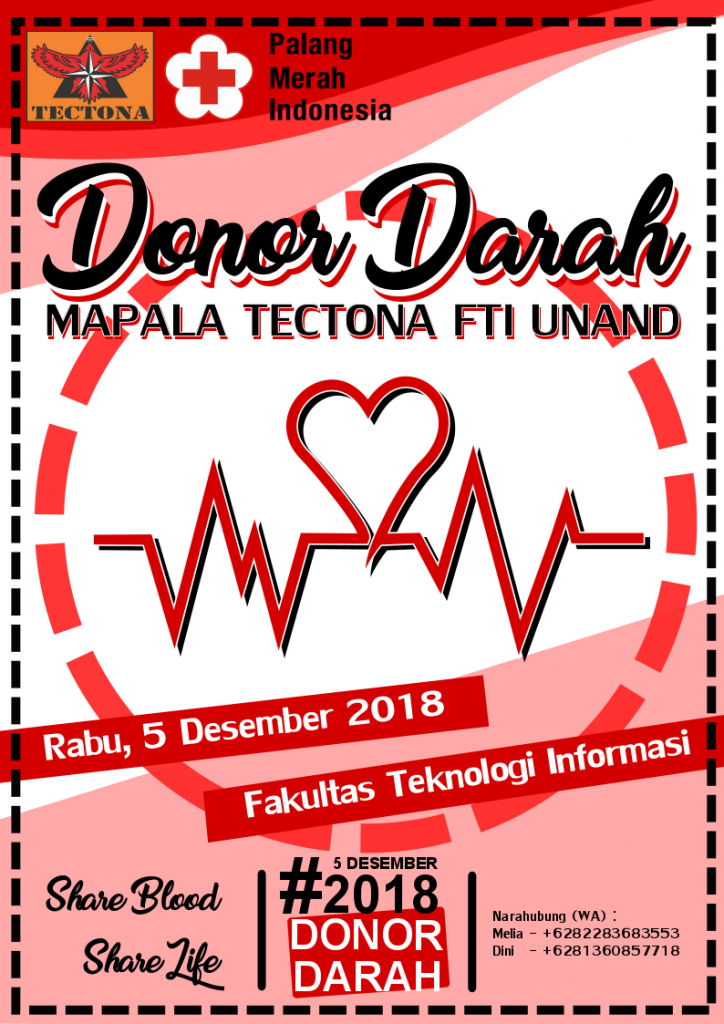 TECTONA
Palang
Merah
Indonesia
Donor Darah
MAPALA TECTONA FTI UNAND
Rabu, 5 Desember 2018
Fakultas Teknologi Informasi
Share Blood
Share Life
5 DESEMBER
#2018
DONOR
DARAH
Narahubung (WA) :
Melia - +6282283683553
Dini - +6281360857718